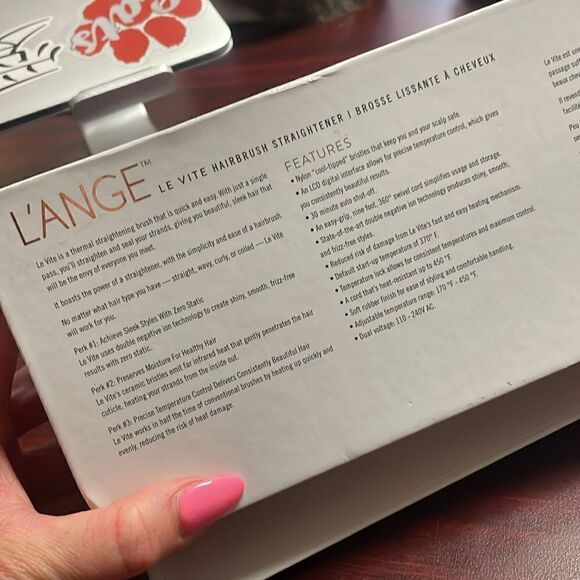 Cats
L'ANGE™
LE VITE HAIRBRUSH STRAIGHTENER | BROSSE LISSANTE À CHEVEUX
Le Vite is a thermal straightening brush that is quick and easy. With just a single
pass, you'll straighten and seal your strands, giving you beautiful, sleek hair that
will be the envy of everyone you meet.
It boasts the power of a straightener, with the simplicity and ease of a hairbrush.
No matter what hair type you have — straight, wavy, curly, or coiled — Le Vite
will work for you.
Perk #1: Achieve Sleek Styles With Zero Static
Le Vite uses double negative ion technology to create shiny, smooth, frizz-free
results with zero static.
Perk #2: Preserves Moisture For Healthy Hair
Le Vite's ceramic bristles emit far infrared heat that gently penetrates the hair
cuticle, heating your strands from the inside out.
Perk #3: Precise Temperature Control Delivers Consistently Beautiful Hair
Le Vite works in half the time of conventional brushes by heating up quickly and
evenly, reducing the risk of heat damage.
FEATURES
• Nylon "cool-tipped" bristles that keep you and your scalp safe.
• An LCD digital interface allows for precise temperature control, which gives
you consistently beautiful results.
• 30 minute auto shut-off.
• An easy-grip, nine foot, 360° swivel cord simplifies usage and storage.
• State-of-the-art double negative ion technology produces shiny, smooth,
and frizz-free styles.
• Reduced risk of damage from Le Vite's fast and easy heating mechanism.
• Default start-up temperature of 370° F.
• Temperature lock allows for consistent temperatures and maximum control.
• A cord that's heat-resistant up to 450 °F.
• Soft rubber finish for ease of styling and comfortable handling.
• Adjustable temperature range: 170 °F - 450 °F.
• Dual voltage: 110 - 240V AC.
Le Vite est un
passage suf
beaux cheve
Il revend
facilit
Per